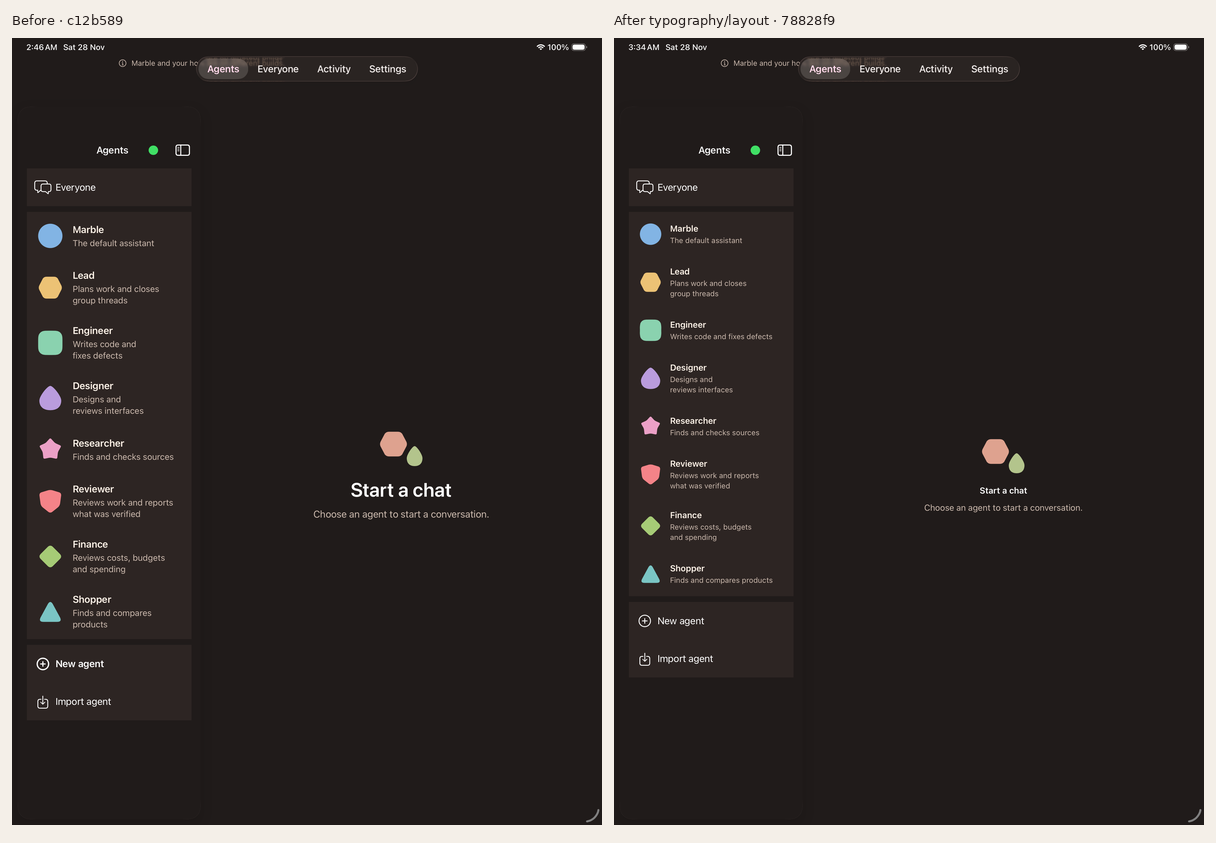 Before · c12b589
2:46 AM Sat 28 Nov
100%
Marble and your ho
Agents Everyone Activity Settings
Agents
Everyone
Marble
The default assistant
Lead
Plans work and closes
group threads
Engineer
Writes code and
fixes defects
Designer
Designs and
reviews interfaces
Researcher
Finds and checks sources
Reviewer
Reviews work and reports
what was verified
Finance
Reviews costs, budgets
and spending
Shopper
Finds and compares
products
New agent
Import agent
Start a chat
Choose an agent to start a conversation.
After typography/layout · 78828f9
3:34 AM Sat 28 Nov
100%
Marble and your ho
Agents Everyone Activity Settings
Agents
Everyone
Marble
The default assistant
Lead
Plans work and closes
group threads
Engineer
Writes code and fixes defects
Designer
Designs and
reviews interfaces
Researcher
Finds and checks sources
Reviewer
Reviews work and reports
what was verified
Finance
Reviews costs, budgets
and spending
Shopper
Finds and compares products
New agent
Import agent
Start a chat
Choose an agent to start a conversation.